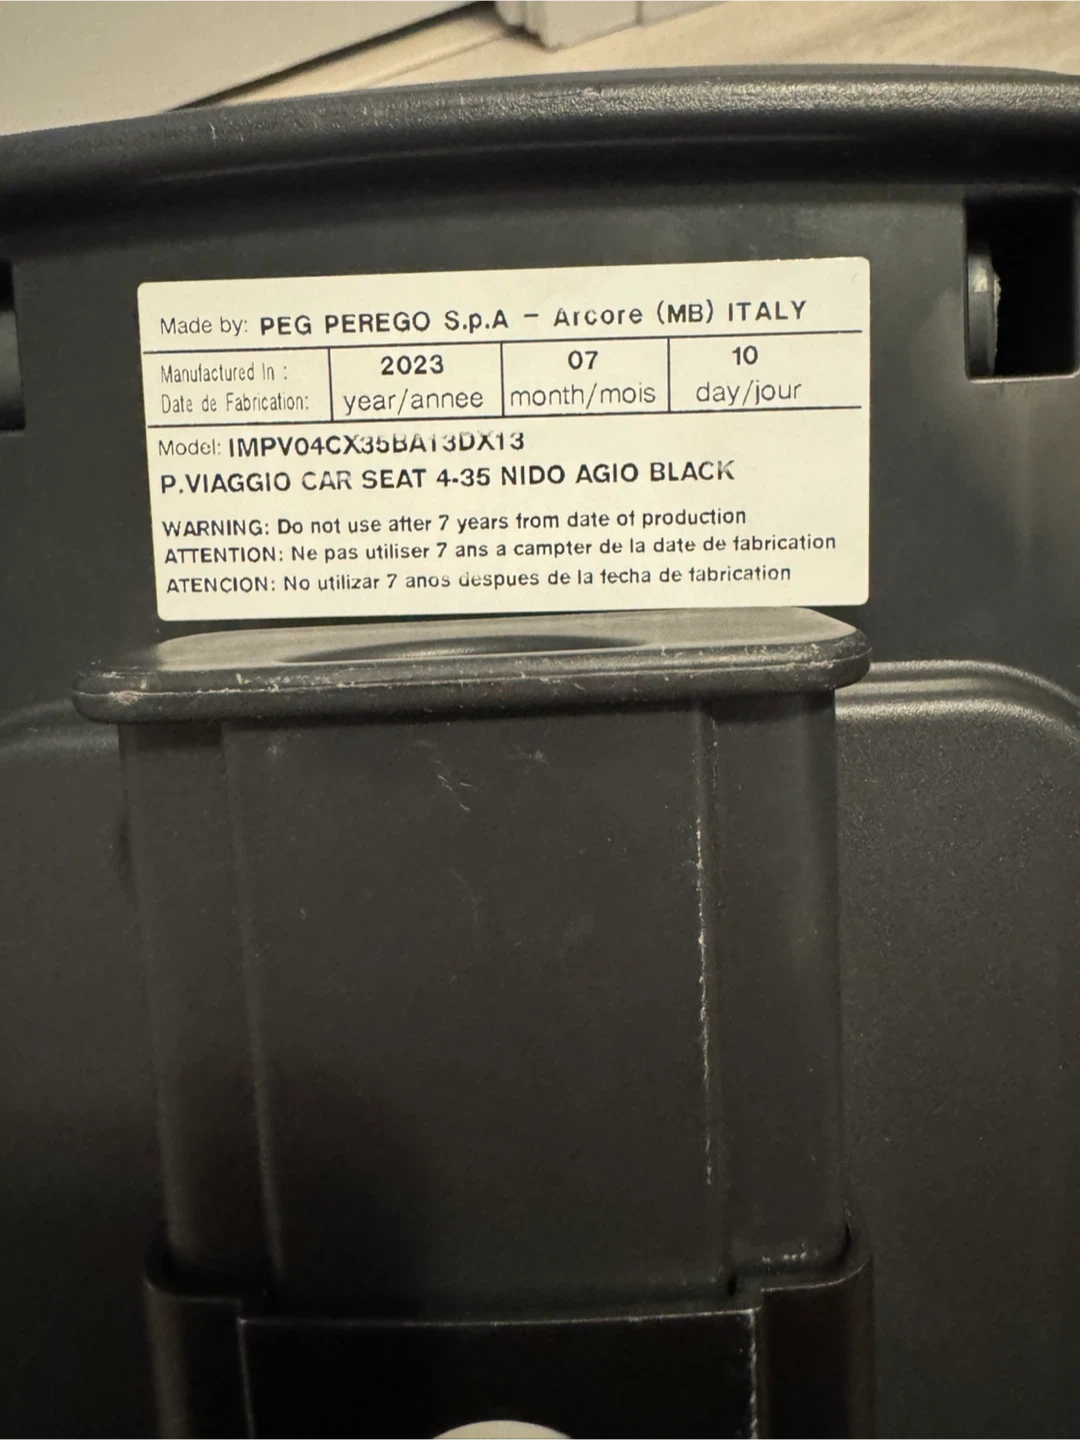 Made by: PEG PEREGO S.p.A - Arcore (MB) ITALY
Manufactured In : 2023 07 10
Date de Fabrication: year/annee month/mois day/jour
Model: IMPV04CX35BA13DX13
P.VIAGGIO CAR SEAT 4-35 NIDO AGIO BLACK
WARNING: Do not use after 7 years from date of production
ATTENTION: Ne pas utiliser 7 ans a campter de la date de fabrication
ATENCION: No utilizar 7 anos despues de la fecha de fabrication